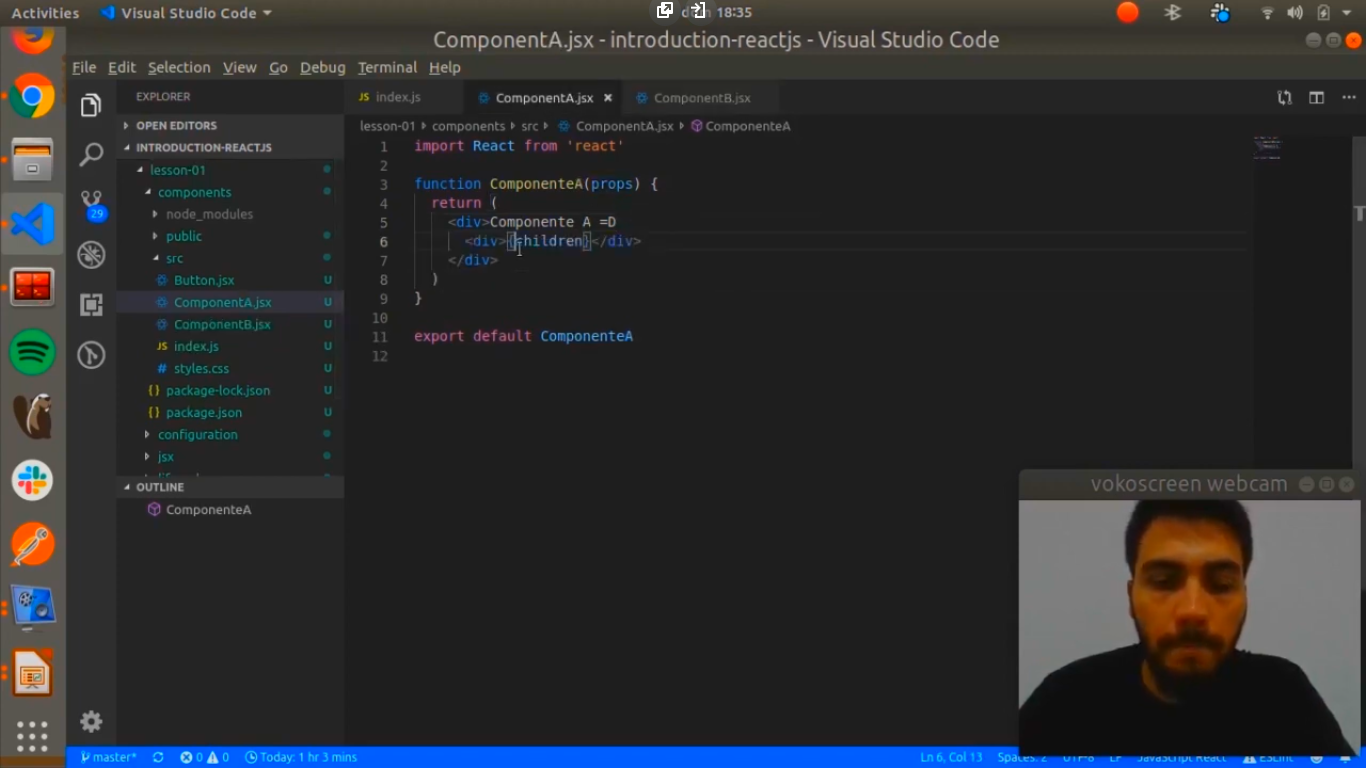 Activities Visual Studio Code 18:35
ComponentA.jsx - introduction-reactjs - Visual Studio Code
File Edit Selection View Go Debug Terminal Help
EXPLORER
index.js ComponentA.jsx ComponentB.jsx
OPEN EDITORS
lesson-01 components src ComponentA.jsx ComponenteA
INTRODUCTION-REACTJS
lesson-01
components
node_modules
public
src
Button.jsx U
ComponentA.jsx U
ComponentB.jsx U
JS index.js U
# styles.css U
{} package-lock.json U
{} package.json U
configuration
jsx
OUTLINE
ComponenteA
29
1 import React from 'react'
2
3 function ComponenteA(props) {
4 return (
5 <div>Componente A =D
6 <div>{children}</div>
7 </div>
8 )
9 }
10
11 export default ComponenteA
12
vokoscreen webcam
master* 0 0 Today: 1 hr 3 mins Ln 6, Col 13 Spaces: 2 UTF-8 LF JavaScript React ESLint